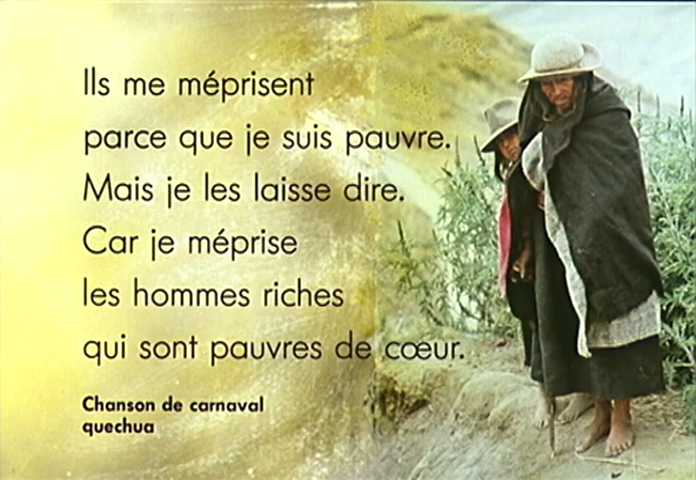 Ils me méprisent
parce que je suis pauvre.
Mais je les laisse dire.
Car je méprise
les hommes riches
qui sont pauvres de cœur.
Chanson de carnaval
quechua